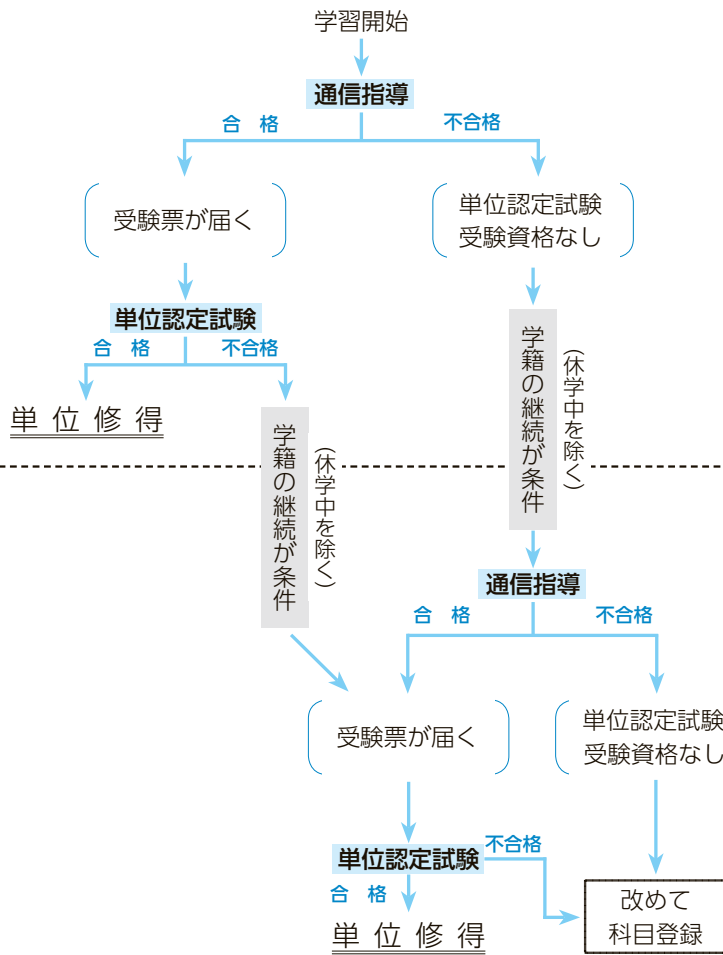 学習開始
通信指導
合　格
不合格
受験票が届く
単位認定試験
受験資格なし
単位認定試験
合　格
不合格
単 位 修 得
学籍の継続が条件
(休学中を除く)
学籍の継続が条件
(休学中を除く)
通信指導
合　格
不合格
受験票が届く
単位認定試験
受験資格なし
単位認定試験
不合格
合　格
単 位 修 得
改めて
科目登録